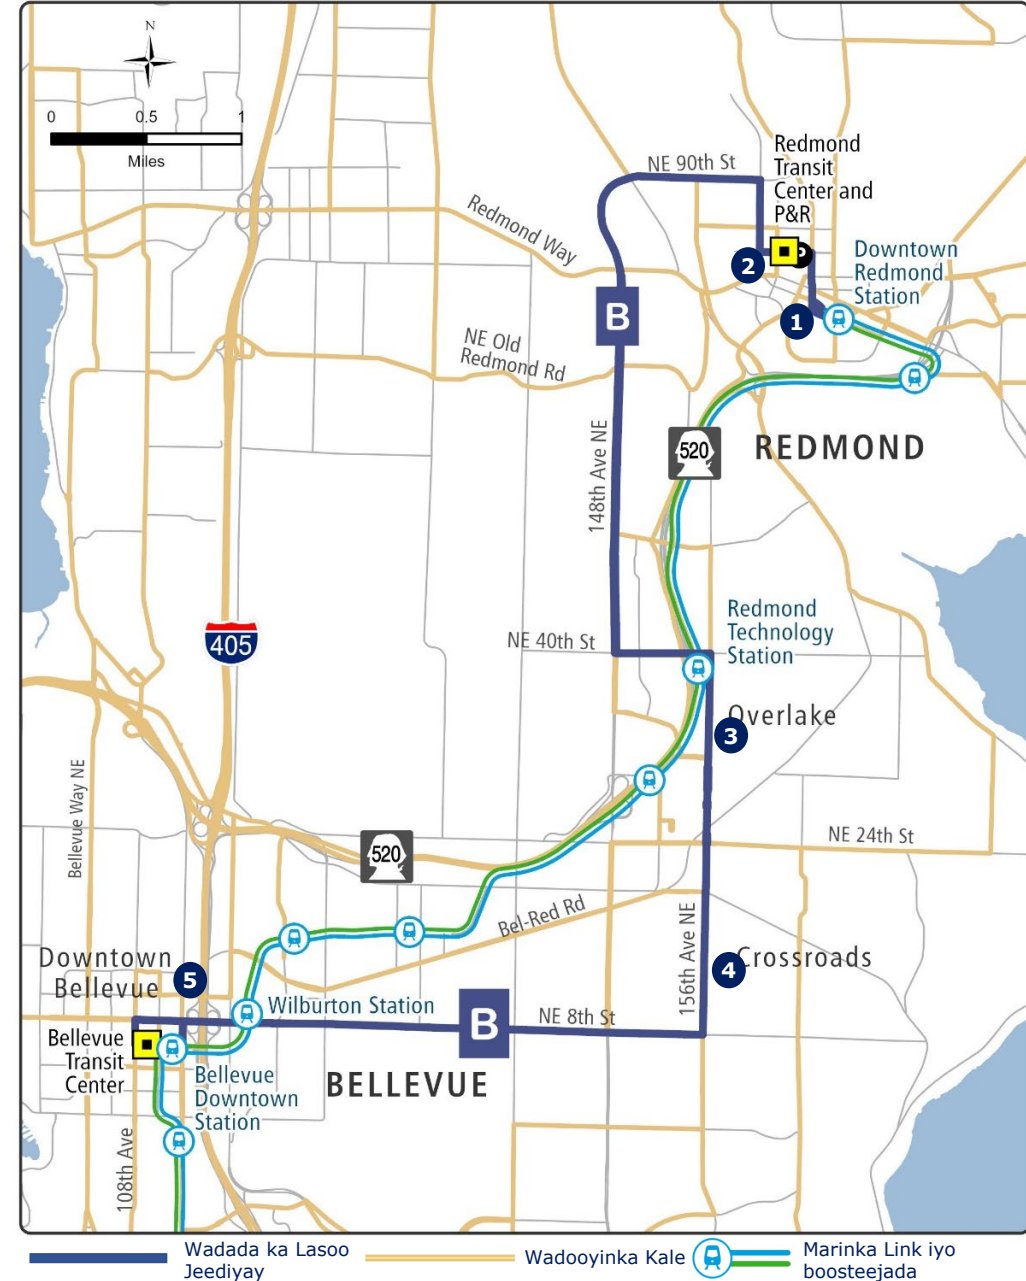 N
0 0.5 1
Miles
NE 90th St
Redmond
Transit
Center and
P&R
Redmond Way
2
Downtown
Redmond
Station
B
1
NE Old
Redmond Rd
520
REDMOND
148th Ave NE
Redmond
Technology
Station
405
NE 40th St
Overlake
3
Bellevue Way NE
520
NE 24th St
Bel-Red Rd
156th Ave NE
Downtown
Bellevue
5
4
Crossroads
Wilburton Station
B
NE 8th St
Bellevue
Transit
Center
Bellevue
Downtown
Station
BELLEVUE
108th Ave
Wadada ka Lasoo
Jeediyay
Wadooyinka Kale
Marinka Link iyo
boosteejada